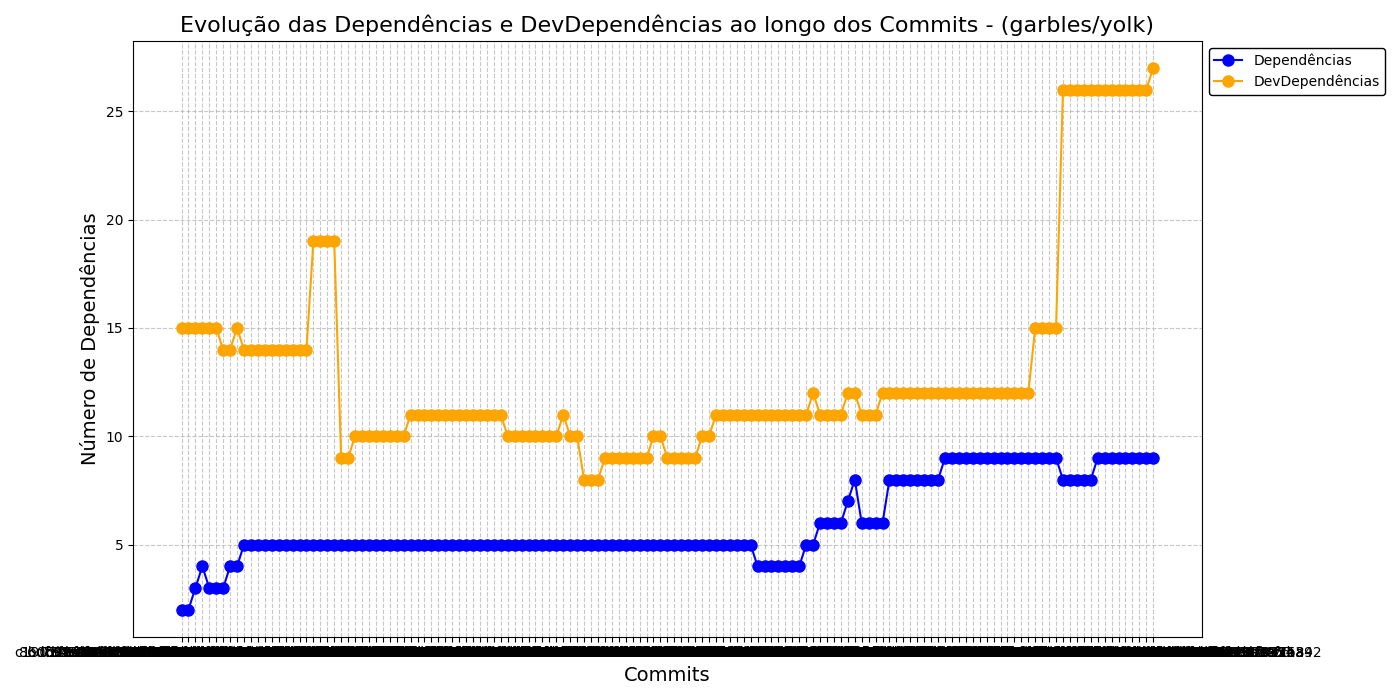 Evolução das Dependências e DevDependências ao longo dos Commits - (garbles/yolk)
Dependências
DevDependências
Número de Dependências
25
20
15
10
5
Commits